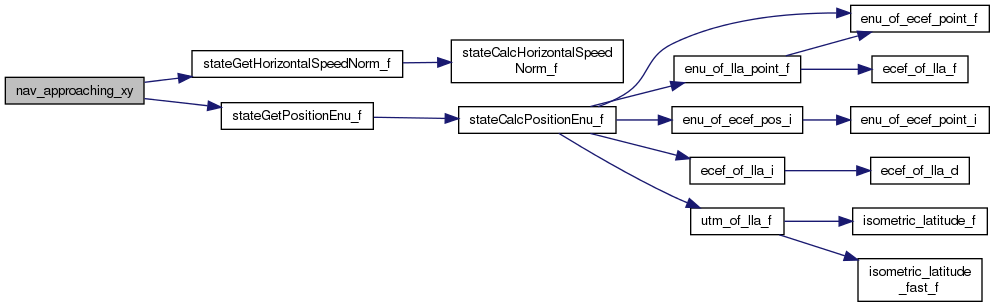 nav_approaching_xy
stateGetHorizontalSpeedNorm_f
stateGetPositionEnu_f
stateCalcHorizontalSpeed
Norm_f
stateCalcPositionEnu_f
enu_of_lla_point_f
enu_of_ecef_pos_i
ecef_of_lla_i
utm_of_lla_f
enu_of_ecef_point_f
ecef_of_lla_f
enu_of_ecef_point_i
ecef_of_lla_d
isometric_latitude_f
isometric_latitude
_fast_f